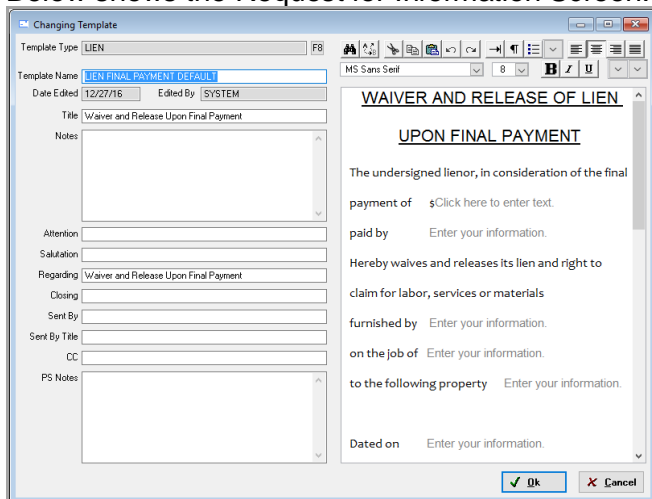 Below shows the Request for Information Screen.
Changing Template
Template Type LIEN F8
Template Name LIEN FINAL PAYMENT DEFAULT
Date Edited 12/27/16 Edited By SYSTEM
Title Waiver and Release Upon Final Payment
Notes
Attention
Salutation
Regarding Waiver and Release Upon Final Payment
Closing
Sent By
Sent By Title
CC
PS Notes
MS Sans Serif 8 B I U
WAIVER AND RELEASE OF LIEN
UPON FINAL PAYMENT
The undersigned lienor, in consideration of the final
payment of $Click here to enter text.
paid by Enter your information.
Hereby waives and releases its lien and right to
claim for labor, services or materials
furnished by Enter your information.
on the job of Enter your information.
to the following property Enter your information.
Dated on Enter your information.
Ok Cancel